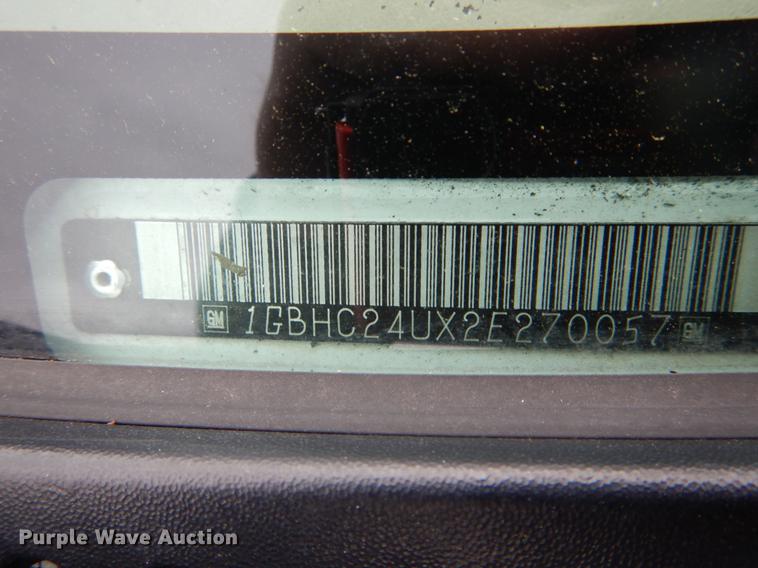 GM 1GBHC24UX2E270057 GM
Purple Wave Auction